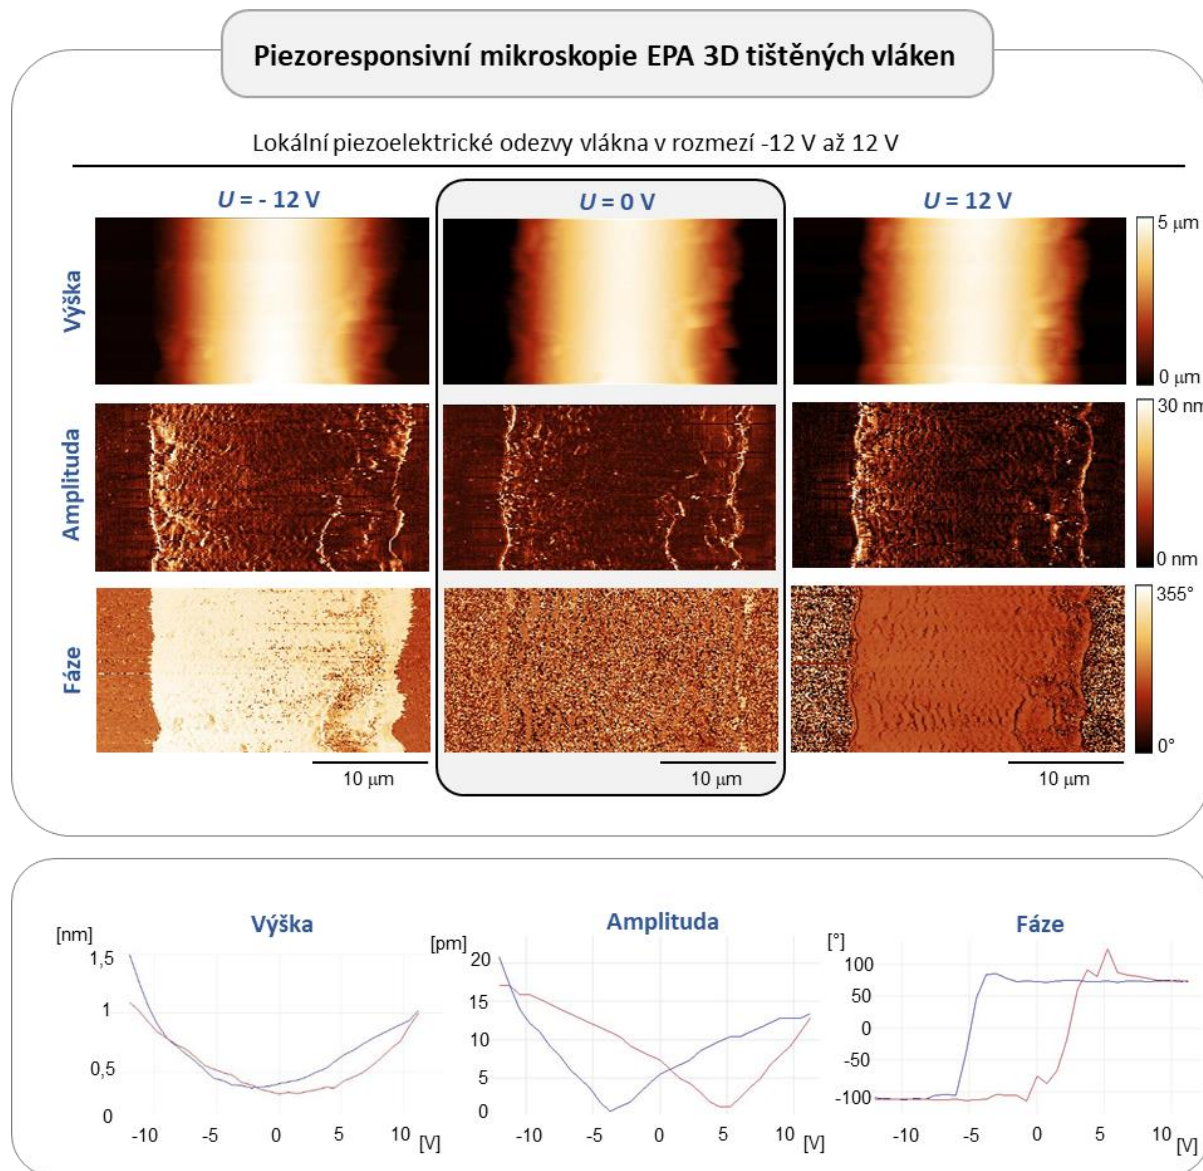 Piezoresponsivní mikroskopie EPA 3D tištěných vláken
Lokální piezoelektrické odezvy vlákna v rozmezí -12 V až 12 V
U = - 12 V
U = 0 V
U = 12 V
Výška
5 µm
0 µm
Amplituda
30 nm
0 nm
Fáze
355°
0°
10 µm
10 µm
10 µm
Výška
[nm]
1,5
1
0,5
0
-10
-5
0
5
10
[V]
Amplituda
[pm]
20
15
10
5
0
-10
-5
0
5
10
[V]
Fáze
[°]
100
50
0
-50
-100
-10
-5
0
5
10
[V]